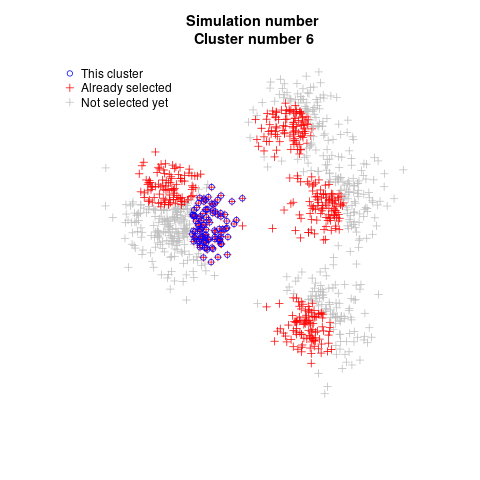 Simulation number
Cluster number 6
This cluster
Already selected
Not selected yet